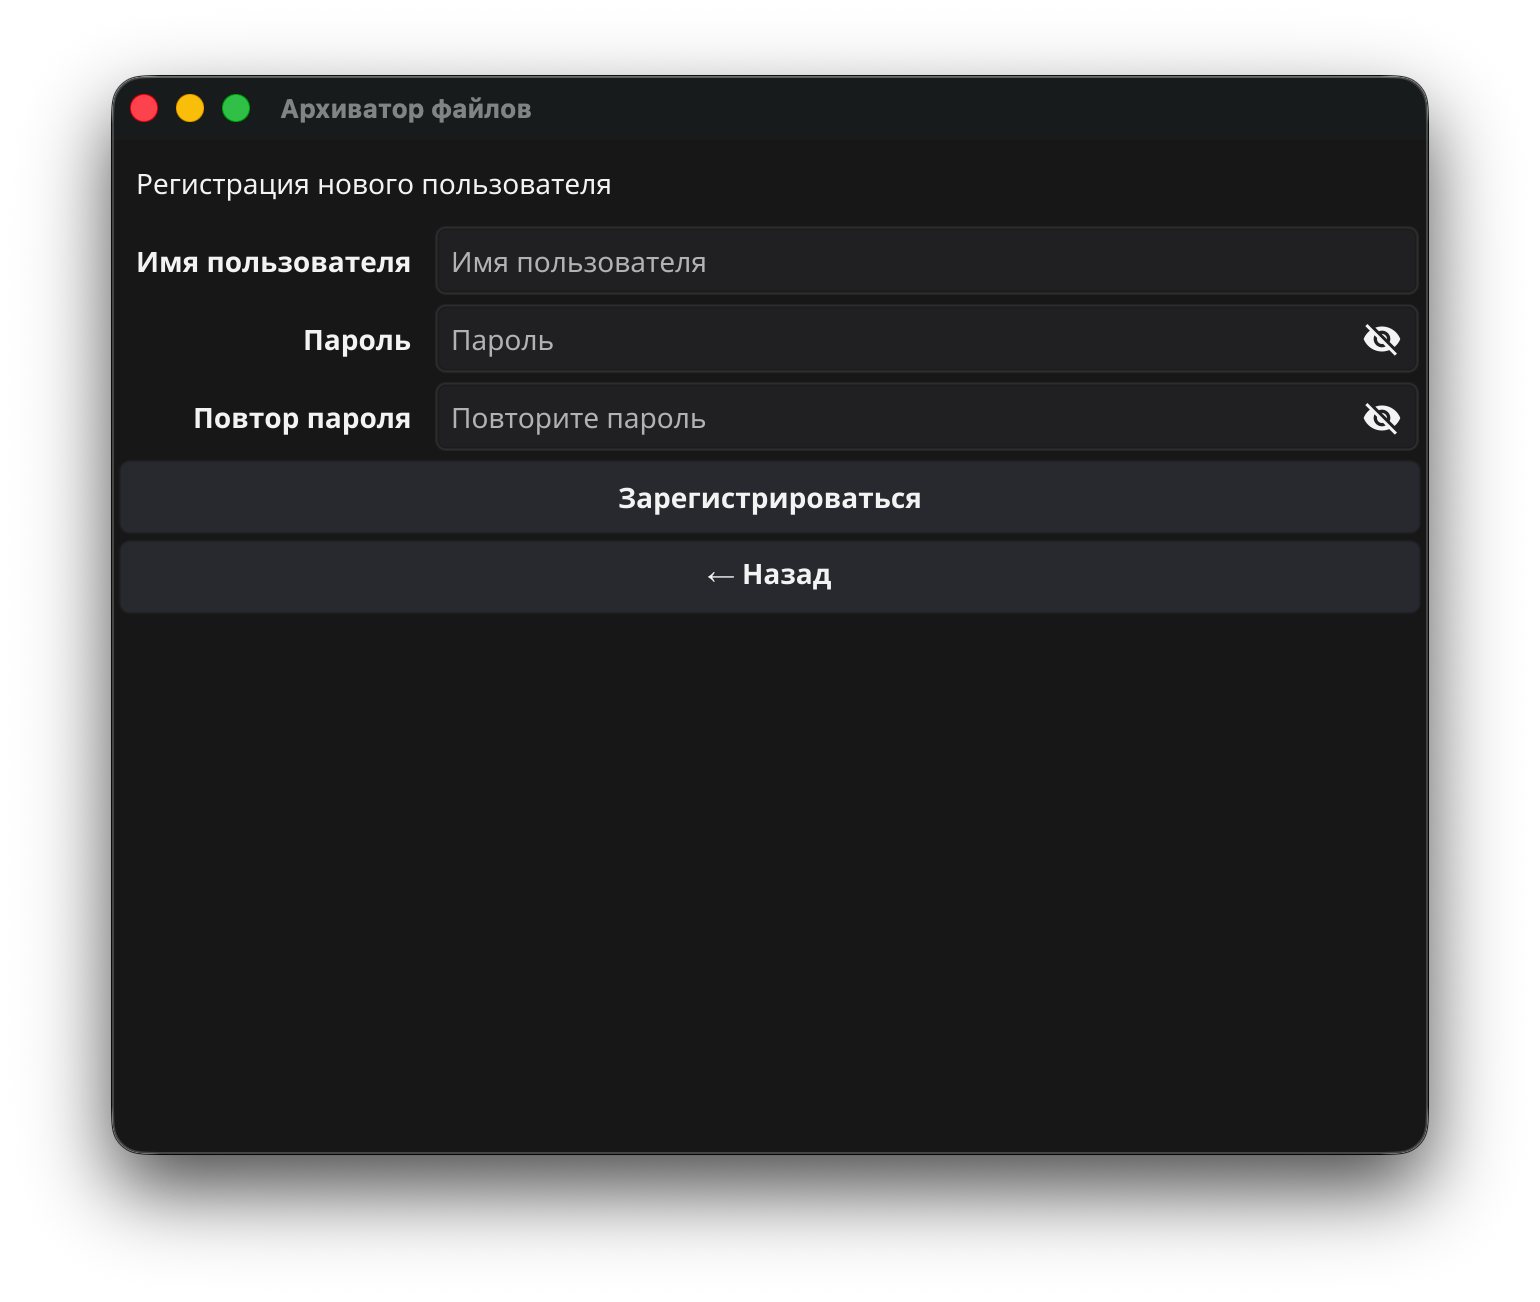 Архиватор файлов
Регистрация нового пользователя
Имя пользователя Имя пользователя
Пароль Пароль
Повтор пароля Повторите пароль
Зарегистрироваться
← Назад